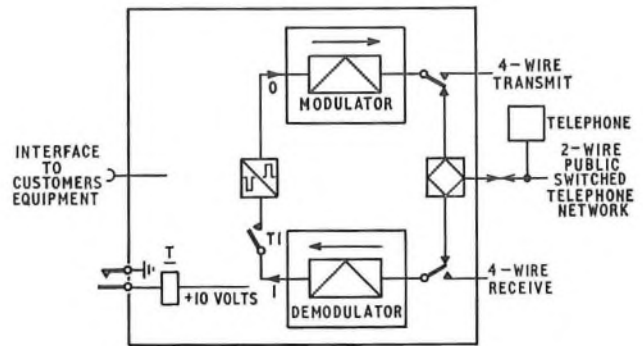 4-WIRE
TRANSMIT
MODULATOR
O
TELEPHONE
2-WIRE
PUBLIC
SWITCHED
TELEPHONE
NETWORK
INTERFACE
TO
CUSTOMERS
EQUIPMENT
T1
T
+10 VOLTS
I
DEMODULATOR
4-WIRE
RECEIVE